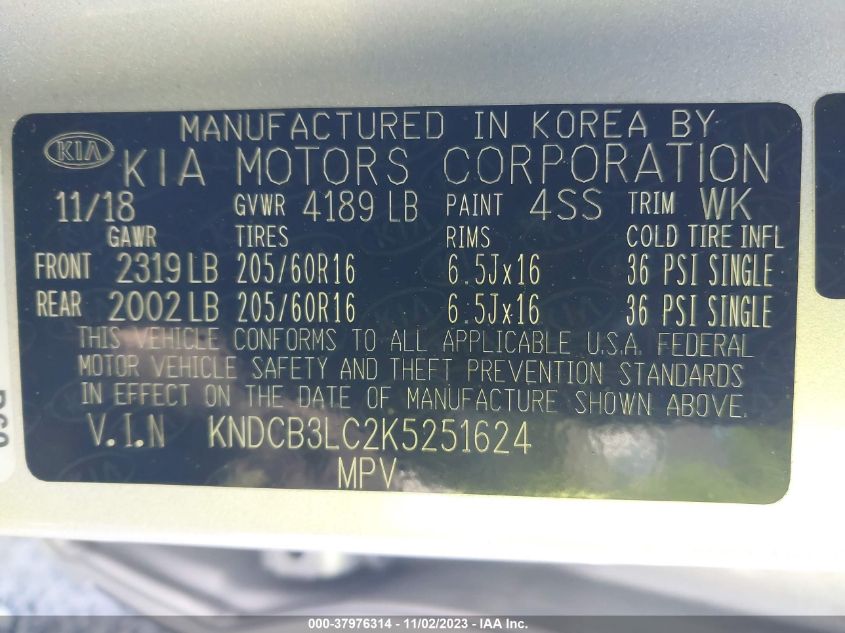 MANUFACTURED IN KOREA BY
KIA KIA MOTORS CORPORATION
11/18 GVWR 4189 LB PAINT 4SS TRIM WK
GAWR TIRES RIMS COLD TIRE INFL
FRONT 2319 LB 205/60R16 6.5Jx16 36 PSI SINGLE
REAR 2002 LB 205/60R16 6.5Jx16 36 PSI SINGLE
THIS VEHICLE CONFORMS TO ALL APPLICABLE U.S.A. FEDERAL
MOTOR VEHICLE SAFETY AND THEFT PREVENTION STANDARDS
IN EFFECT ON THE DATE OF MANUFACTURE SHOWN ABOVE.
V.I.N KNDCB3LC2K5251624
MPV
000-37976314 - 11/02/2023 - © IAA Inc.